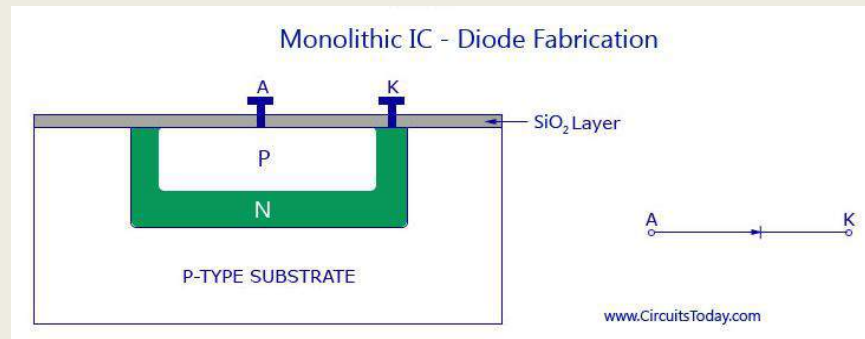 Monolithic IC - Diode Fabrication
A
K
SiO₂ Layer
P
N
P-TYPE SUBSTRATE
A
K
www.CircuitsToday.com